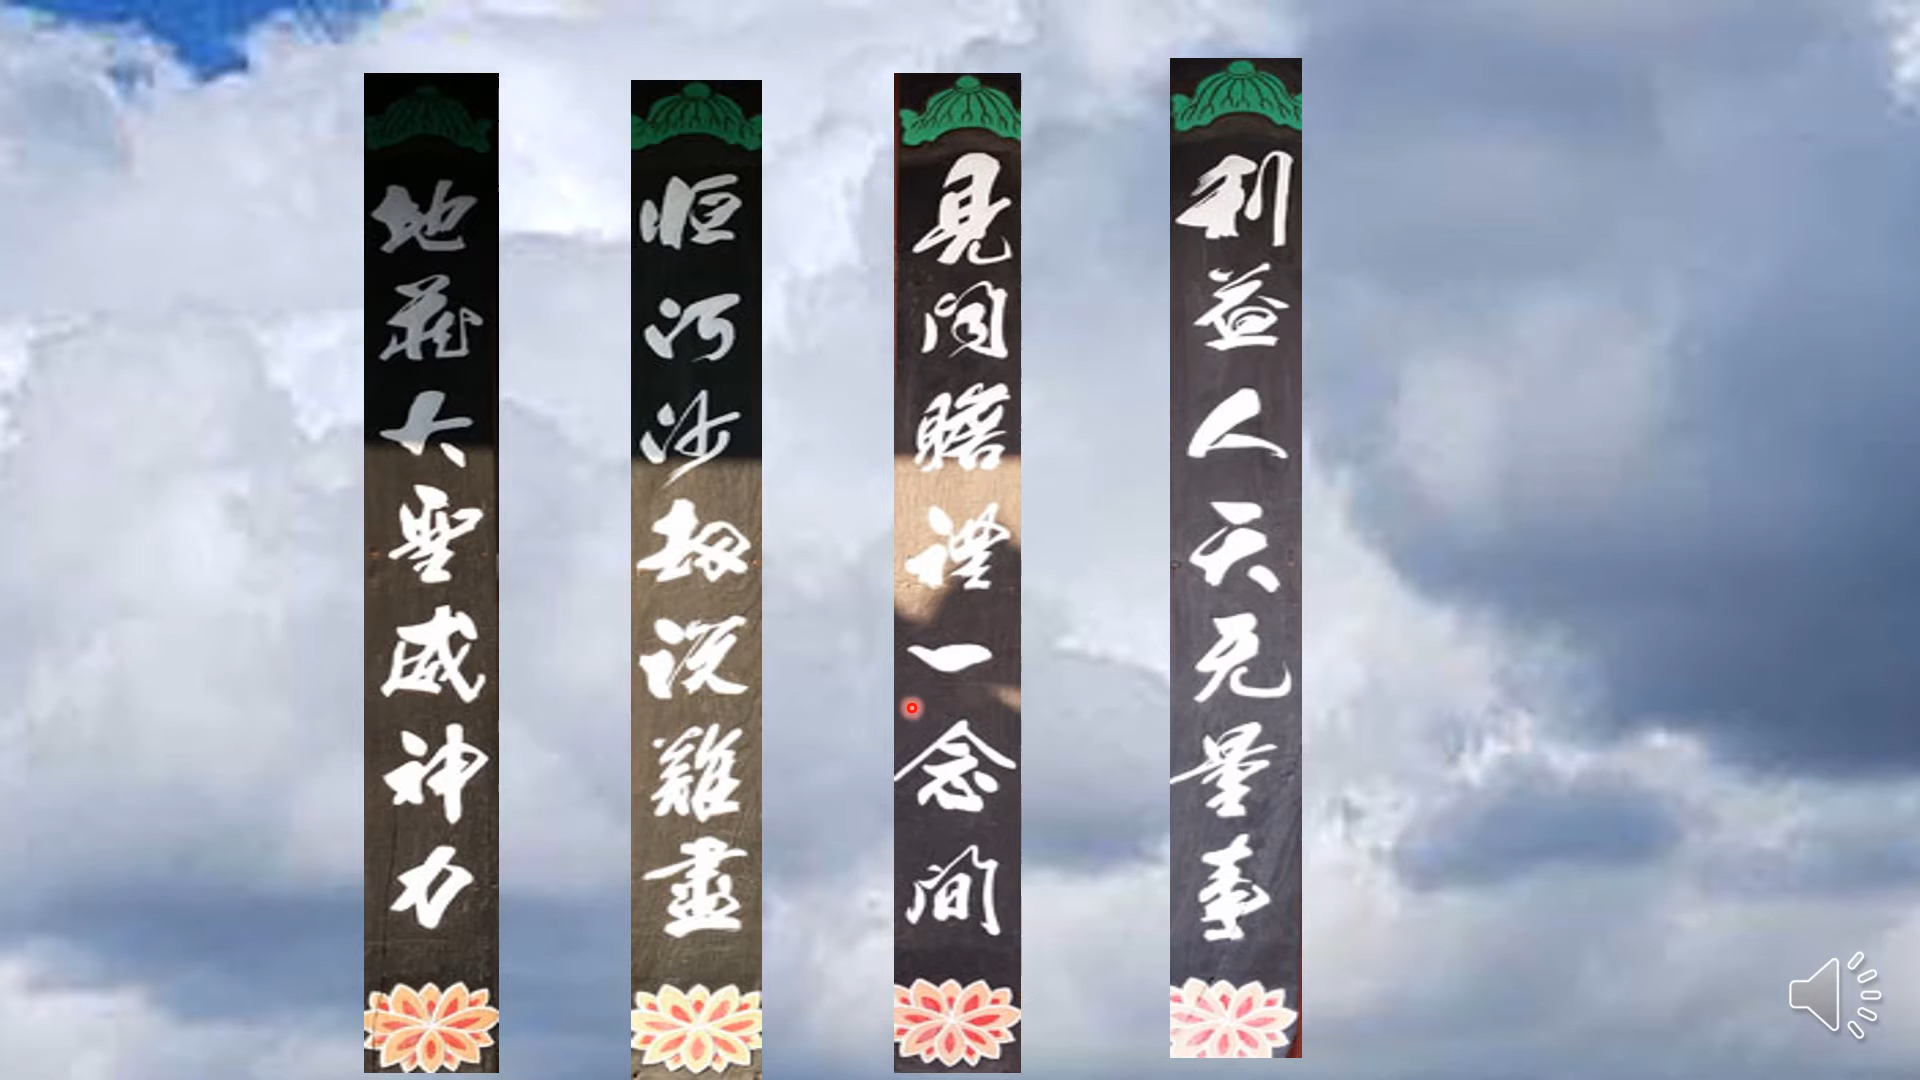 地藏大聖威神力
恒河沙劫說難盡
見聞瞻禮一念間
利益人天无量事